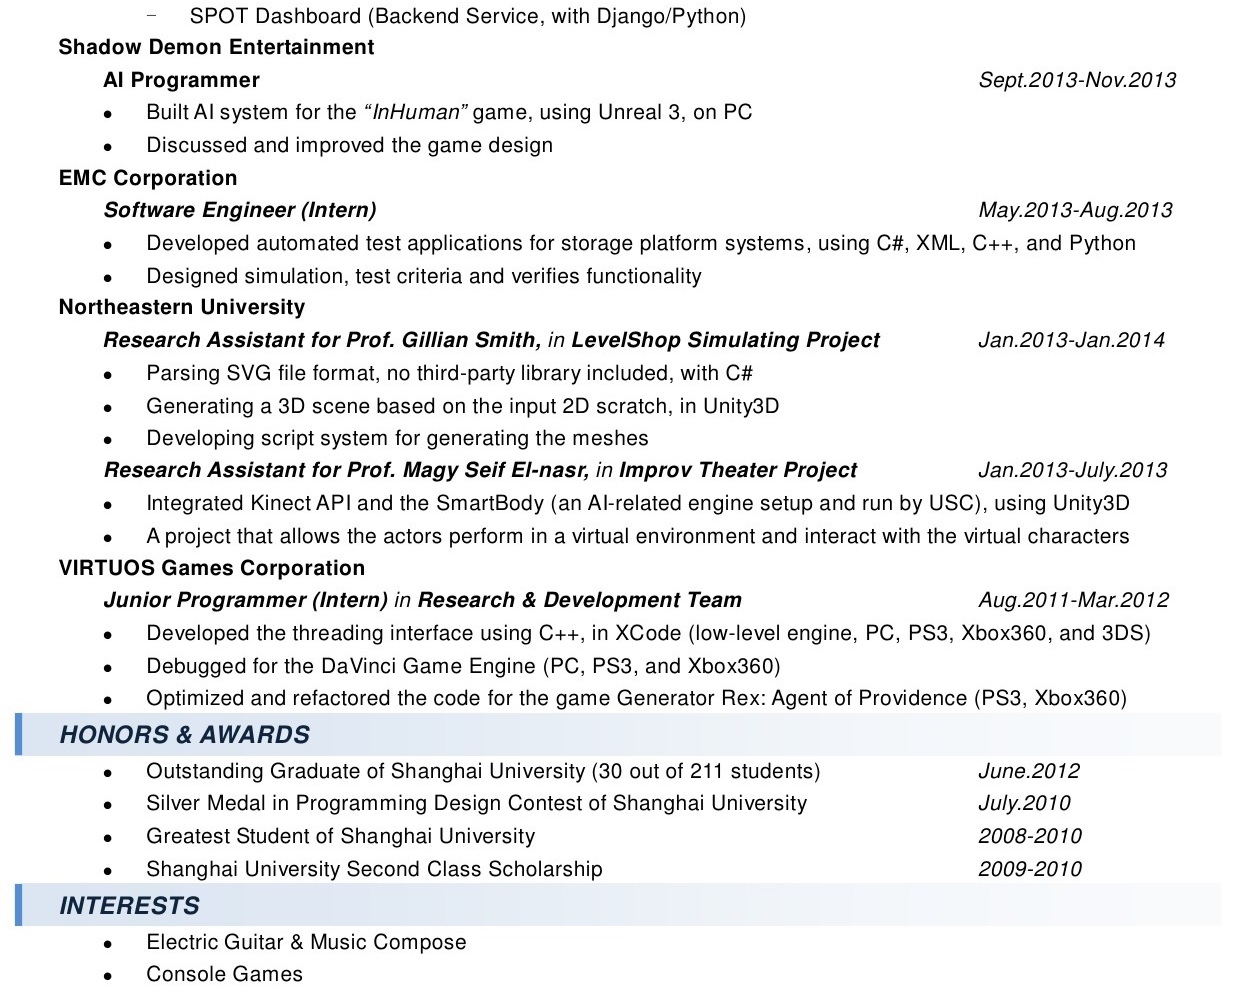 – SPOT Dashboard (Backend Service, with Django/Python)
Shadow Demon Entertainment
AI Programmer Sept.2013-Nov.2013
• Built AI system for the “InHuman” game, using Unreal 3, on PC
• Discussed and improved the game design
EMC Corporation
Software Engineer (Intern) May.2013-Aug.2013
• Developed automated test applications for storage platform systems, using C#, XML, C++, and Python
• Designed simulation, test criteria and verifies functionality
Northeastern University
Research Assistant for Prof. Gillian Smith, in LevelShop Simulating Project Jan.2013-Jan.2014
• Parsing SVG file format, no third-party library included, with C#
• Generating a 3D scene based on the input 2D scratch, in Unity3D
• Developing script system for generating the meshes
Research Assistant for Prof. Magy Seif El-nasr, in Improv Theater Project Jan.2013-July.2013
• Integrated Kinect API and the SmartBody (an AI-related engine setup and run by USC), using Unity3D
• A project that allows the actors perform in a virtual environment and interact with the virtual characters
VIRTUOS Games Corporation
Junior Programmer (Intern) in Research & Development Team Aug.2011-Mar.2012
• Developed the threading interface using C++, in XCode (low-level engine, PC, PS3, Xbox360, and 3DS)
• Debugged for the DaVinci Game Engine (PC, PS3, and Xbox360)
• Optimized and refactored the code for the game Generator Rex: Agent of Providence (PS3, Xbox360)
HONORS & AWARDS
• Outstanding Graduate of Shanghai University (30 out of 211 students) June.2012
• Silver Medal in Programming Design Contest of Shanghai University July.2010
• Greatest Student of Shanghai University 2008-2010
• Shanghai University Second Class Scholarship 2009-2010
INTERESTS
• Electric Guitar & Music Compose
• Console Games